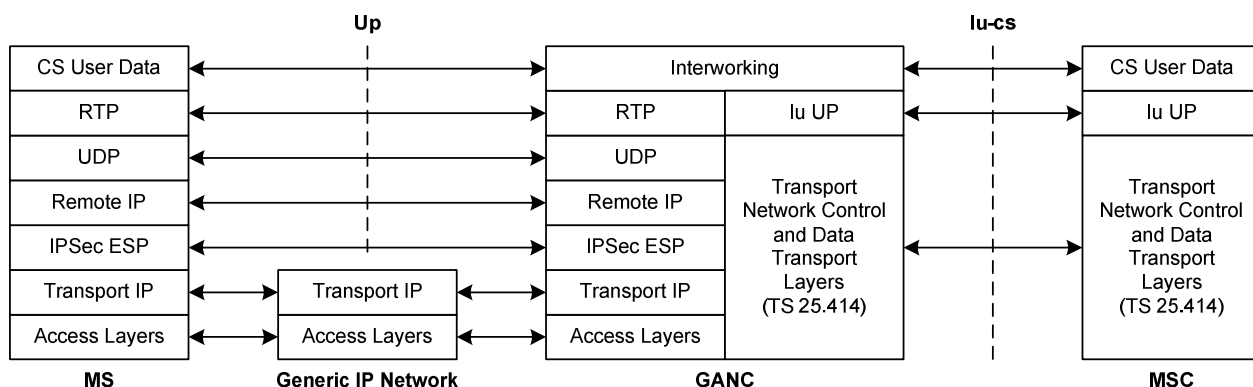 Up
Iu-cs
CS User Data
Interworking
CS User Data
RTP
RTP
Iu UP
Iu UP
UDP
UDP
Remote IP
Remote IP
IPSec ESP
IPSec ESP
Transport
Network Control
and Data
Transport
Layers
(TS 25.414)
Transport
Network Control
and Data
Transport
Layers
(TS 25.414)
Transport IP
Transport IP
Transport IP
Access Layers
Access Layers
Access Layers
MS
Generic IP Network
GANC
MSC